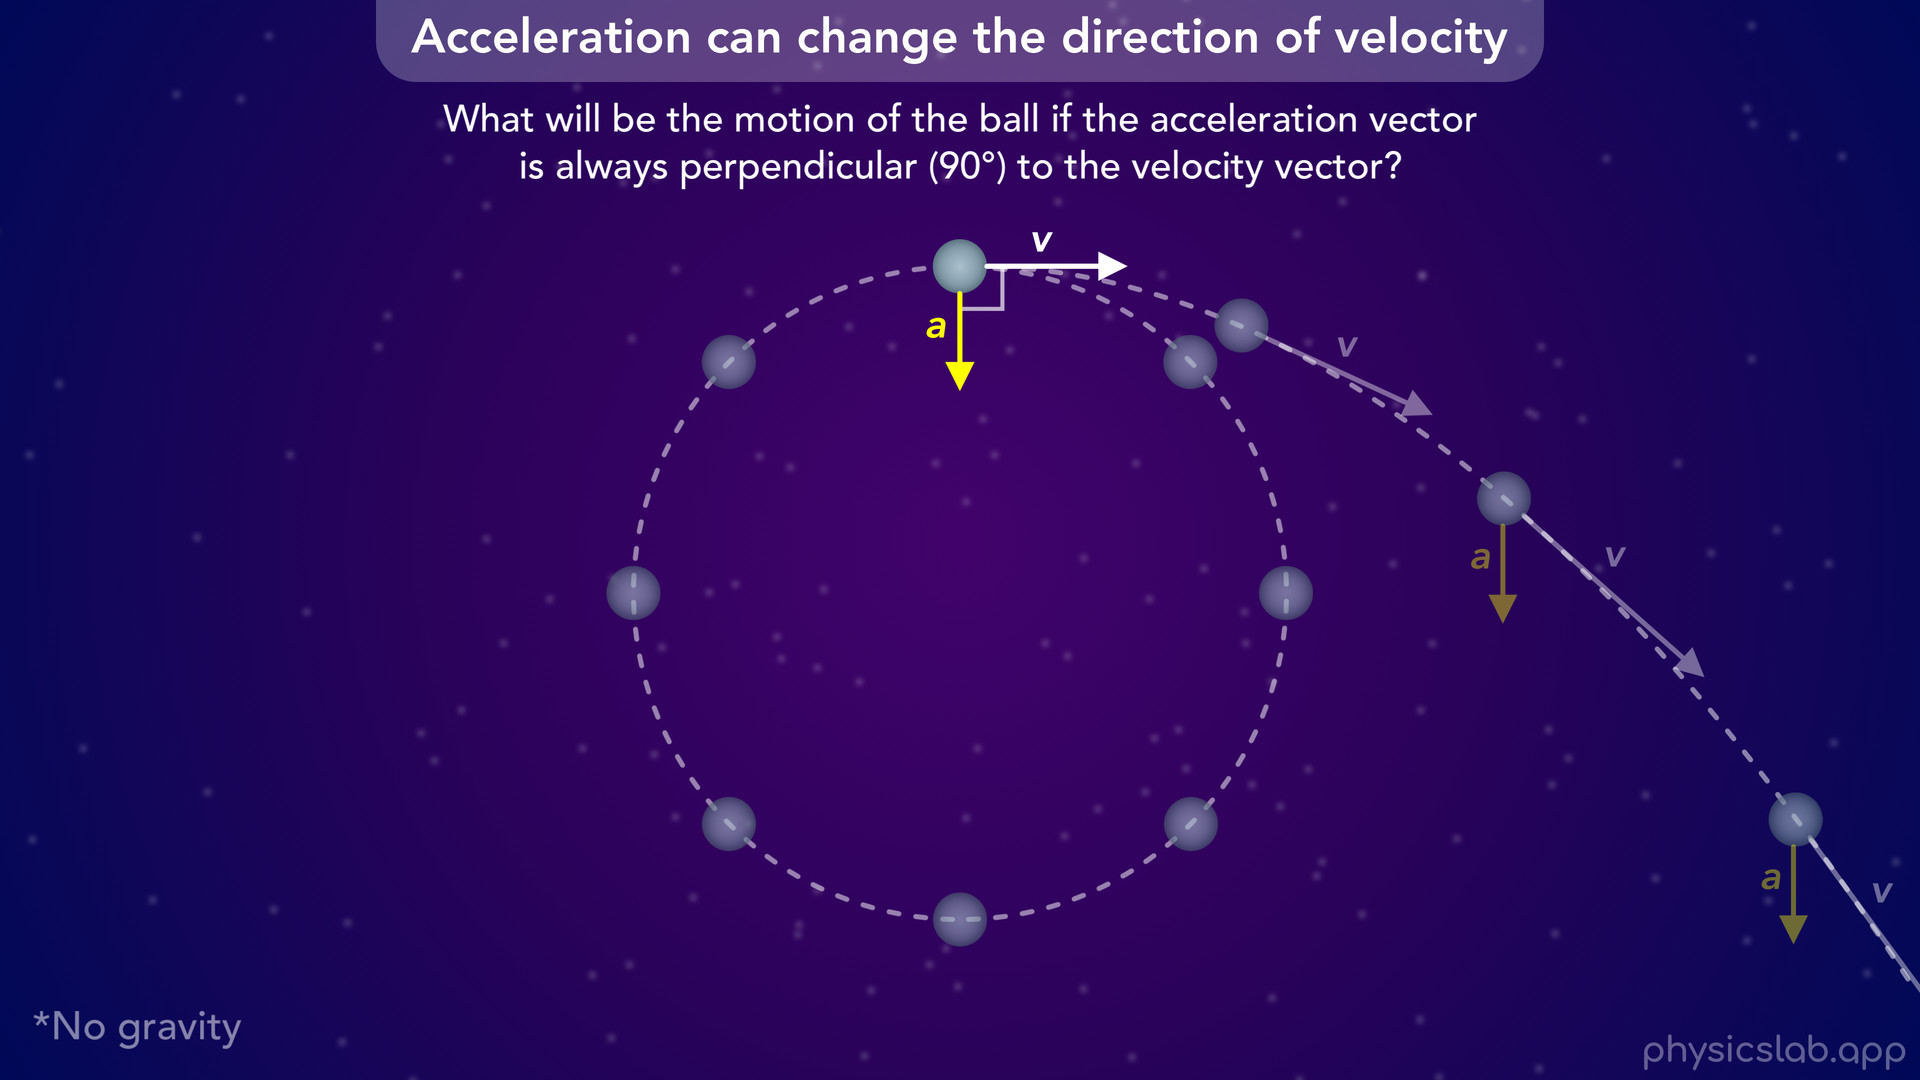 Acceleration can change the direction of velocity
What will be the motion of the ball if the acceleration vector
is always perpendicular (90°) to the velocity vector?
v
a
v
a
v
a
v
*No gravity
physicslab.app